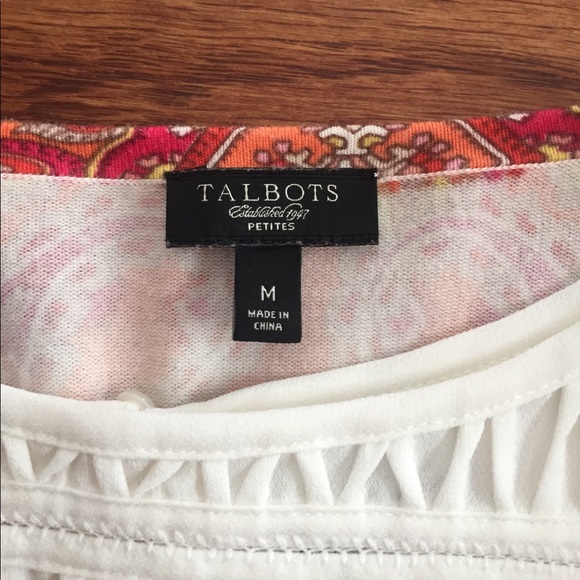 TALBOTS
Established 1947
PETITES
M
MADE IN
CHINA